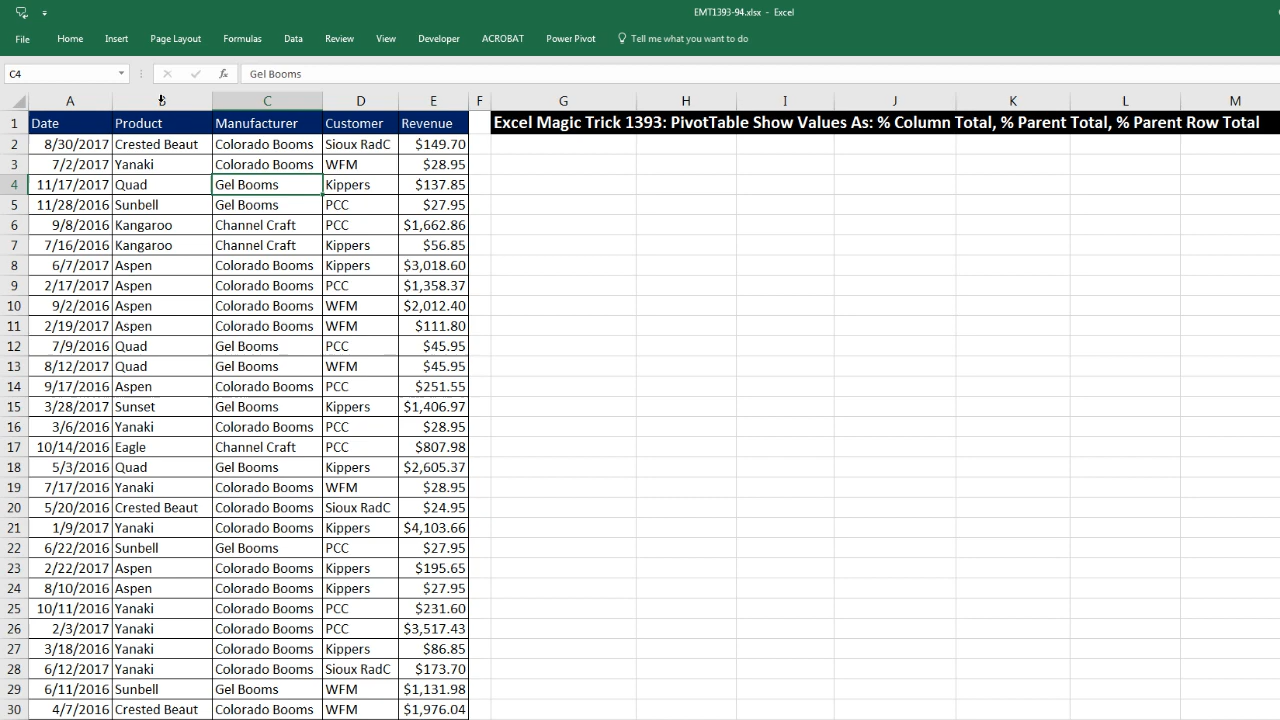 EMT1393-94.xlsx - Excel
File Home Insert Page Layout Formulas Data Review View Developer ACROBAT Power Pivot Tell me what you want to do
C4 fx Gel Booms
A B C D E F G H I J K L M
1 Date Product Manufacturer Customer Revenue Excel Magic Trick 1393: PivotTable Show Values As: % Column Total, % Parent Total, % Parent Row Total
2 8/30/2017 Crested Beaut Colorado Booms Sioux RadC $149.70
3 7/2/2017 Yanaki Colorado Booms WFM $28.95
4 11/17/2017 Quad Gel Booms Kippers $137.85
5 11/28/2016 Sunbell Gel Booms PCC $27.95
6 9/8/2016 Kangaroo Channel Craft PCC $1,662.86
7 7/16/2016 Kangaroo Channel Craft Kippers $56.85
8 6/7/2017 Aspen Colorado Booms Kippers $3,018.60
9 2/17/2017 Aspen Colorado Booms PCC $1,358.37
10 9/2/2016 Aspen Colorado Booms WFM $2,012.40
11 2/19/2017 Aspen Colorado Booms WFM $111.80
12 7/9/2016 Quad Gel Booms PCC $45.95
13 8/12/2017 Quad Gel Booms WFM $45.95
14 9/17/2016 Aspen Colorado Booms PCC $251.55
15 3/28/2017 Sunset Gel Booms Kippers $1,406.97
16 3/6/2016 Yanaki Colorado Booms PCC $28.95
17 10/14/2016 Eagle Channel Craft PCC $807.98
18 5/3/2016 Quad Gel Booms Kippers $2,605.37
19 7/17/2016 Yanaki Colorado Booms WFM $28.95
20 5/20/2016 Crested Beaut Colorado Booms Sioux RadC $24.95
21 1/9/2017 Yanaki Colorado Booms Kippers $4,103.66
22 6/22/2016 Sunbell Gel Booms PCC $27.95
23 2/22/2017 Aspen Colorado Booms Kippers $195.65
24 8/10/2016 Aspen Colorado Booms Kippers $27.95
25 10/11/2016 Yanaki Colorado Booms PCC $231.60
26 2/3/2017 Yanaki Colorado Booms PCC $3,517.43
27 3/18/2016 Yanaki Colorado Booms Kippers $86.85
28 6/12/2017 Yanaki Colorado Booms Sioux RadC $173.70
29 6/11/2016 Sunbell Gel Booms WFM $1,131.98
30 4/7/2016 Crested Beaut Colorado Booms WFM $1,976.04